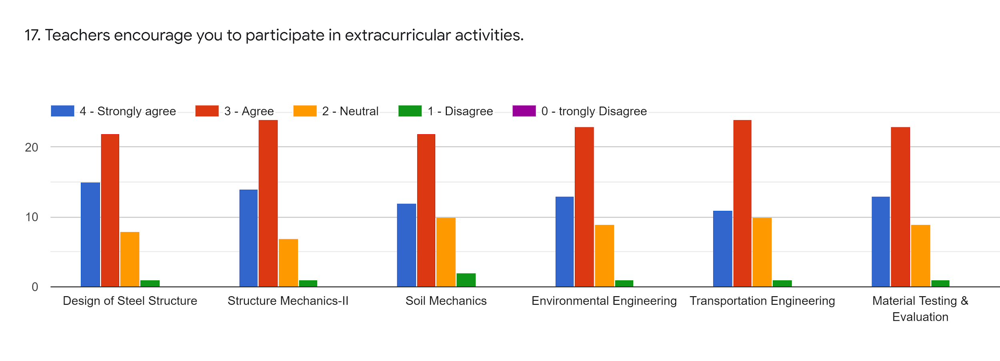 17. Teachers encourage you to participate in extracurricular activities.
4 - Strongly agree 3 - Agree 2 - Neutral 1 - Disagree 0 - trongly Disagree
20
10
0
Design of Steel Structure Structure Mechanics-II Soil Mechanics Environmental Engineering Transportation Engineering Material Testing &
Evaluation